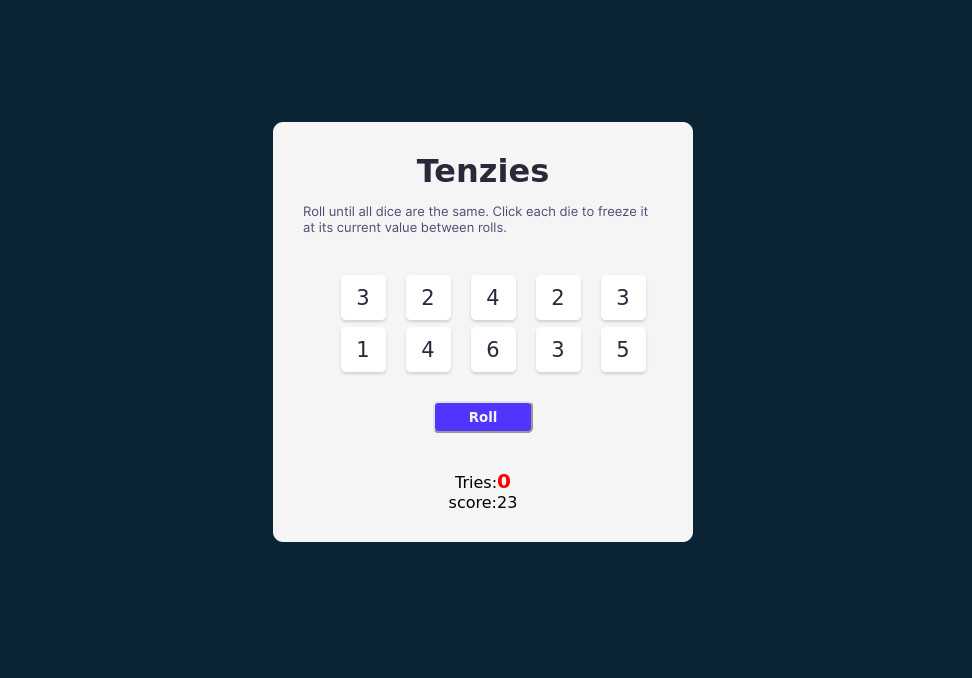 Tenzies
Roll until all dice are the same. Click each die to freeze it
at its current value between rolls.
3 2 4 2 3
1 4 6 3 5
Roll
Tries:0
score:23